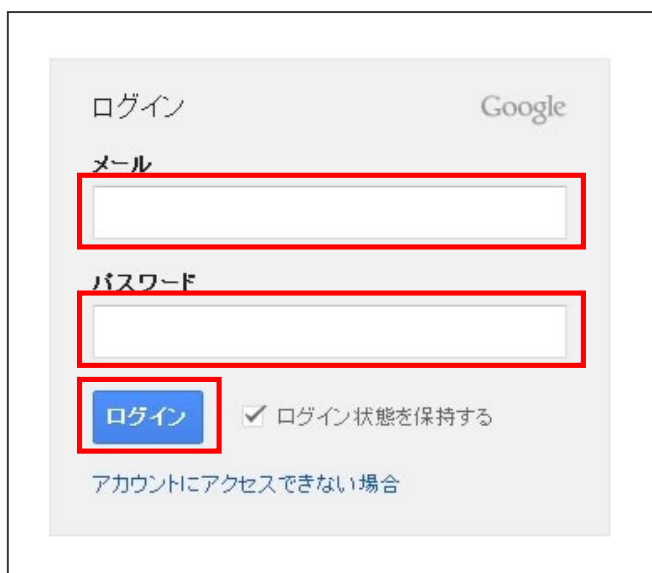 ログイン Google
メール
パスワード
ログイン ログイン状態を保持する
アカウントにアクセスできない場合